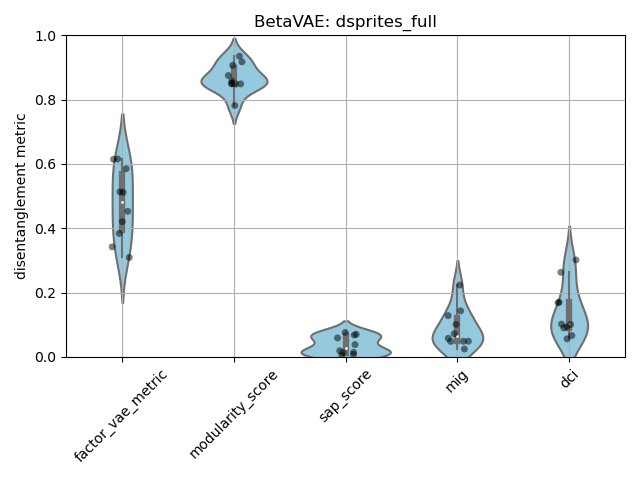 BetaVAE: dsprites_full
disentanglement metric
1.0
0.8
0.6
0.4
0.2
0.0
factor_vae_metric
modularity_score
sap_score
mig
dci